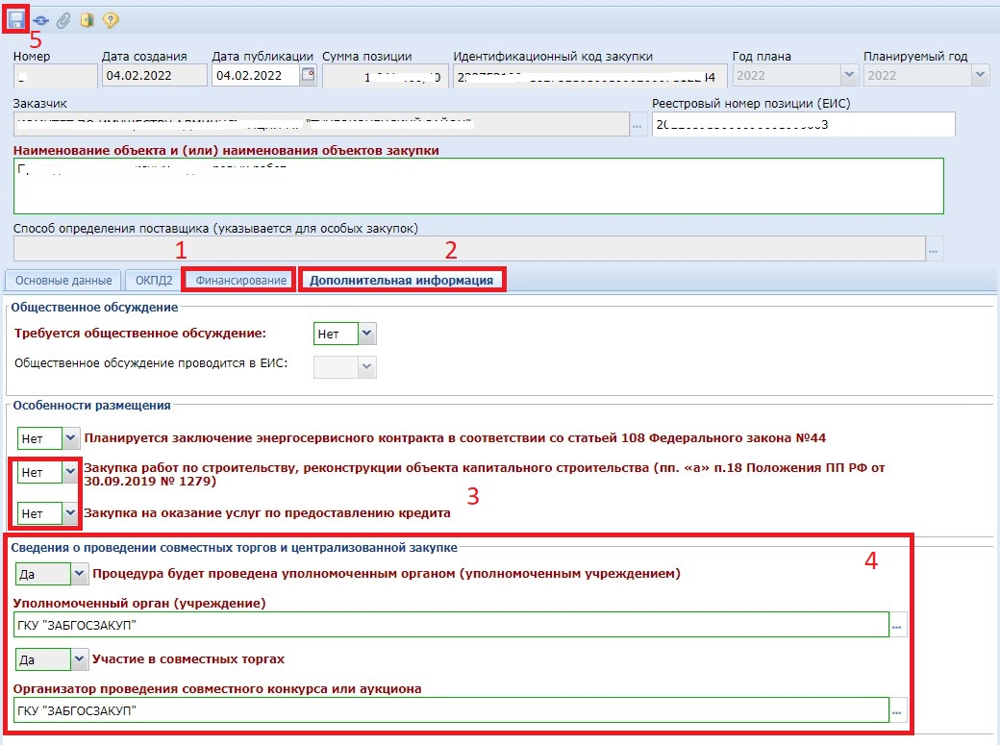 5
Номер Дата создания Дата публикации Сумма позиции Идентификационный код закупки Год плана Планируемый год
04.02.2022 04.02.2022 2022 2022
Заказчик Реестровый номер позиции (ЕИС)
Наименование объекта и (или) наименования объектов закупки
Способ определения поставщика (указывается для особых закупок)
1 2
Основные данные ОКПД2 Финансирование Дополнительная информация
Общественное обсуждение
Требуется общественное обсуждение: Нет
Общественное обсуждение проводится в ЕИС:
Особенности размещения
Нет Планируется заключение энергосервисного контракта в соответствии со статьей 108 Федерального закона №44
Нет Закупка работ по строительству, реконструкции объекта капитального строительства (пп. «а» п.18 Положения ПП РФ от
30.09.2019 № 1279)
3
Нет Закупка на оказание услуг по предоставлению кредита
Сведения о проведении совместных торгов и централизованной закупке
4
Да Процедура будет проведена уполномоченным органом (уполномоченным учреждением)
Уполномоченный орган (учреждение)
ГКУ "ЗАБГОСЗАКУП" ...
Да Участие в совместных торгах
Организатор проведения совместного конкурса или аукциона
ГКУ "ЗАБГОСЗАКУП" ...